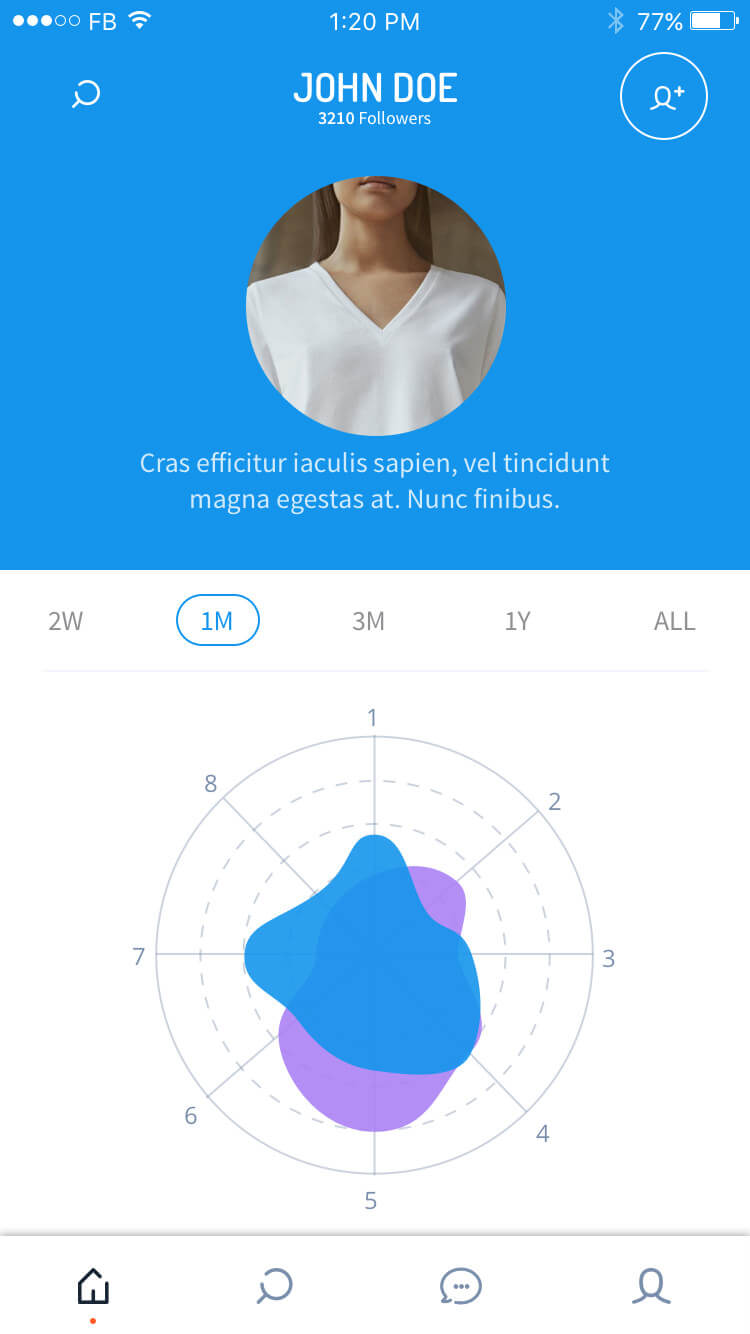 FB 1:20 PM 77%
JOHN DOE
3210 Followers
Cras efficitur iaculis sapien, vel tincidunt
magna egestas at. Nunc finibus.
2W 1M 3M 1Y ALL
1
8 2
7 3
6 4
5